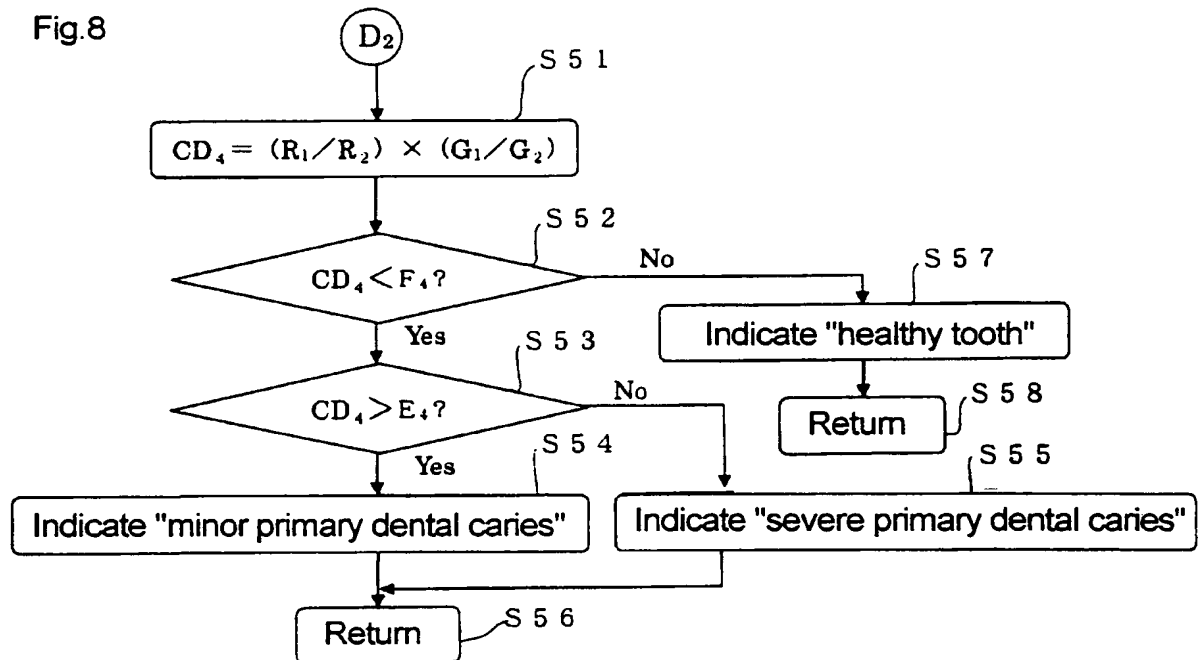 Fig.8
D₂
S51
CD₄ = (R₁/R₂) × (G₁/G₂)
S52
CD₄<F₄?
No
S57
Indicate "healthy tooth"
Yes
S53
CD₄>E₄?
No
S58
Return
Yes
S54
S55
Indicate "minor primary dental caries"
Indicate "severe primary dental caries"
Return
S56